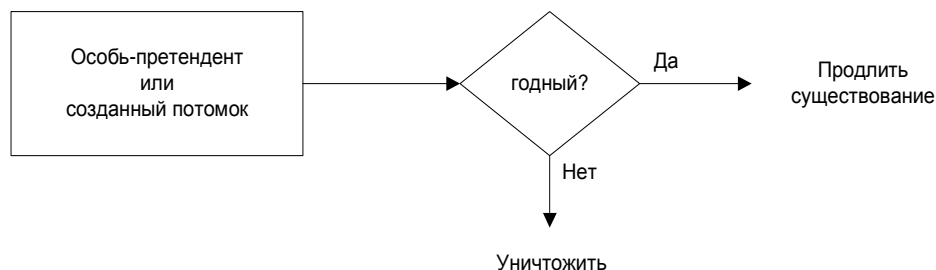 Особь-претендент
или
созданный потомок
годный?
Да
Продлить
существование
Нет
Уничтожить